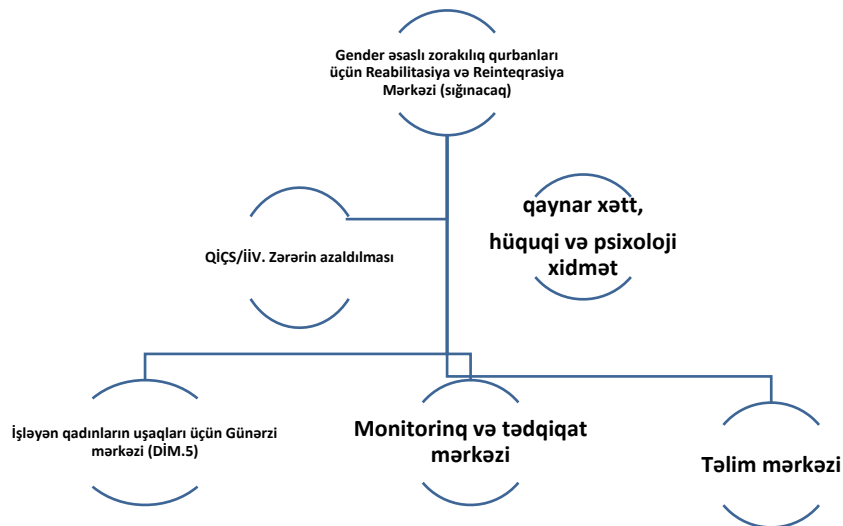 Gender əsaslı zorakılıq qurbanları
üçün Reabilitasiya və Reinteqrasiya
Mərkəzi (sığınacaq)
qaynar xətt,
hüquqi və psixoloji
xidmət
QİÇS/İİV. Zərərin azaldılması
İşləyən qadınların uşaqları üçün Günərzi
mərkəzi (DİM.5)
Monitorinq və tədqiqat
mərkəzi
Təlim mərkəzi